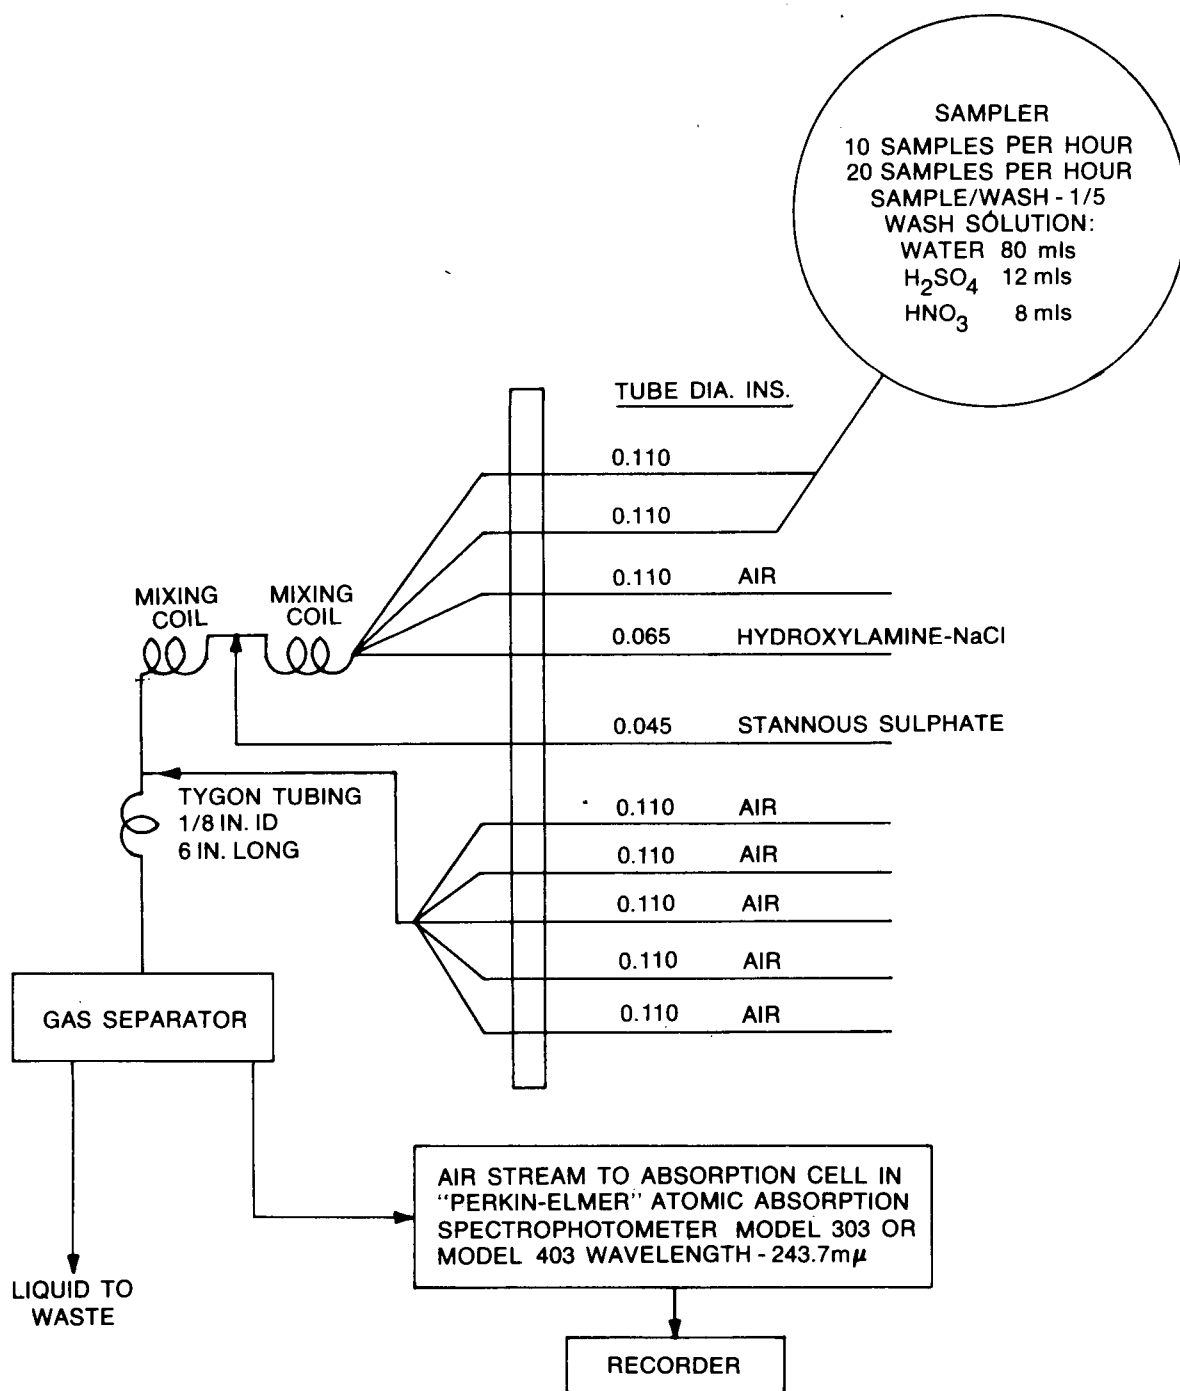 SAMPLER
10 SAMPLES PER HOUR
20 SAMPLES PER HOUR
SAMPLE/WASH - 1/5
WASH SOLUTION:
WATER 80 mls
H₂SO₄ 12 mls
HNO₃ 8 mls
TUBE DIA. INS.
0.110
0.110
0.110 AIR
0.065 HYDROXYLAMINE-NaCl
0.045 STANNOUS SULPHATE
MIXING
COIL
MIXING
COIL
TYGON TUBING
1/8 IN. ID
6 IN. LONG
0.110 AIR
0.110 AIR
0.110 AIR
0.110 AIR
0.110 AIR
GAS SEPARATOR
LIQUID TO
WASTE
AIR STREAM TO ABSORPTION CELL IN
"PERKIN-ELMER" ATOMIC ABSORPTION
SPECTROPHOTOMETER MODEL 303 OR
MODEL 403 WAVELENGTH - 243.7mμ
RECORDER